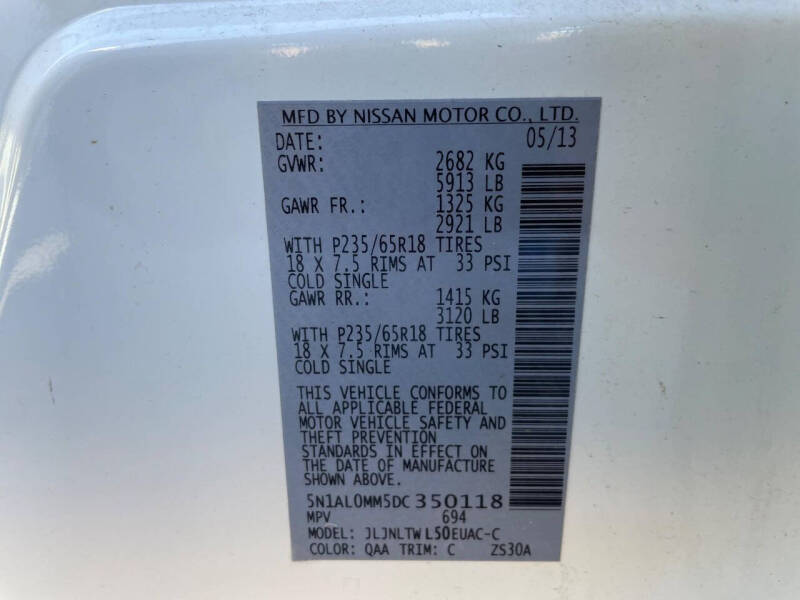 MFD BY NISSAN MOTOR CO., LTD.
DATE: 05/13
GVWR: 2682 KG
5913 LB
GAWR FR.: 1325 KG
2921 LB
WITH P235/65R18 TIRES
18 X 7.5 RIMS AT 33 PSI
COLD SINGLE
GAWR RR.: 1415 KG
3120 LB
WITH P235/65R18 TIRES
18 X 7.5 RIMS AT 33 PSI
COLD SINGLE
THIS VEHICLE CONFORMS TO
ALL APPLICABLE FEDERAL
MOTOR VEHICLE SAFETY AND
THEFT PREVENTION
STANDARDS IN EFFECT ON
THE DATE OF MANUFACTURE
SHOWN ABOVE.
5N1AL0MM5DC350118
MPV 694
MODEL: JLJNLTWL50EUAC-C
COLOR: QAA TRIM: C ZS30A